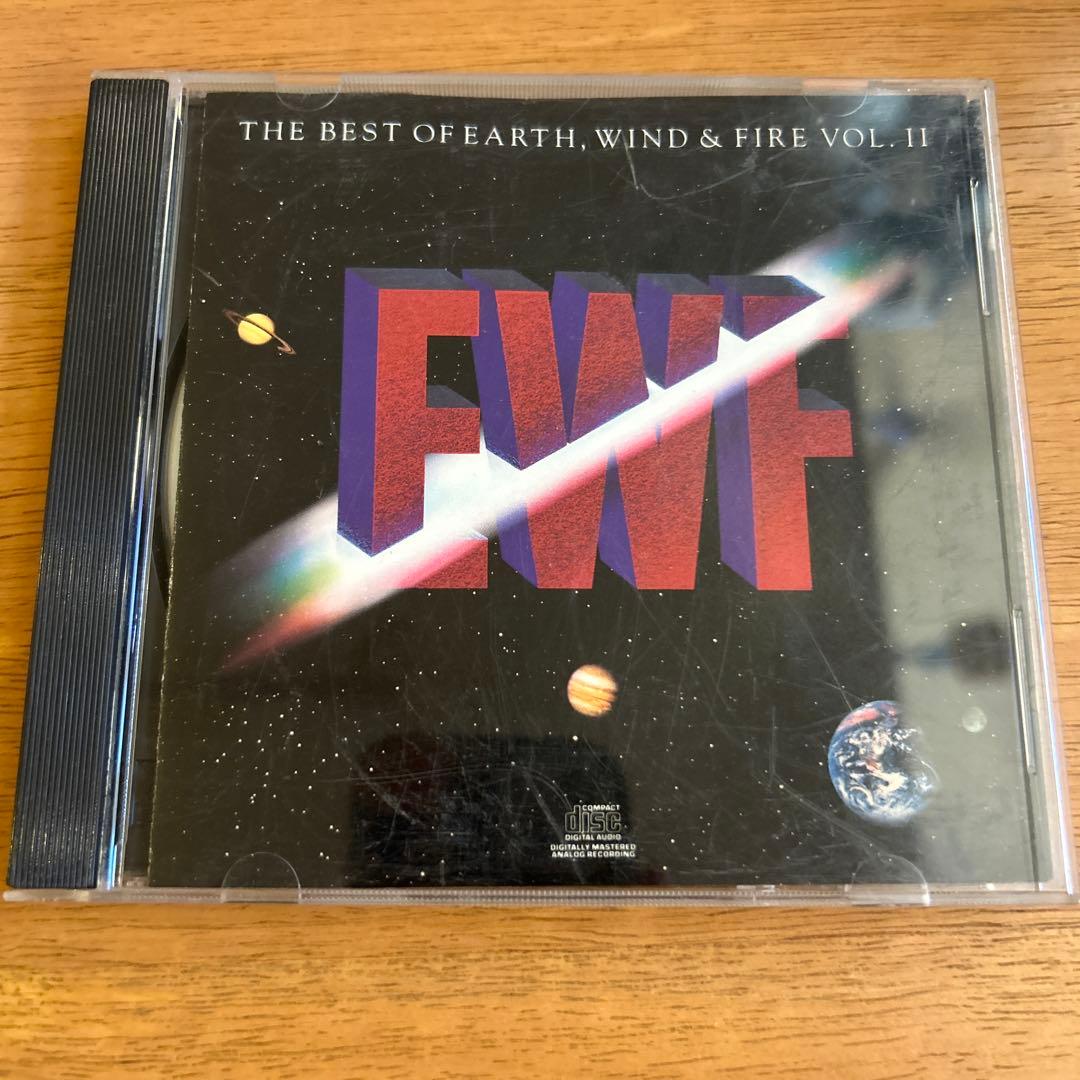 THE BEST OF EARTH, WIND & FIRE VOL. II
EWF
COMPACT
disc
DIGITAL AUDIO
DIGITALLY MASTERED
ANALOG RECORDING